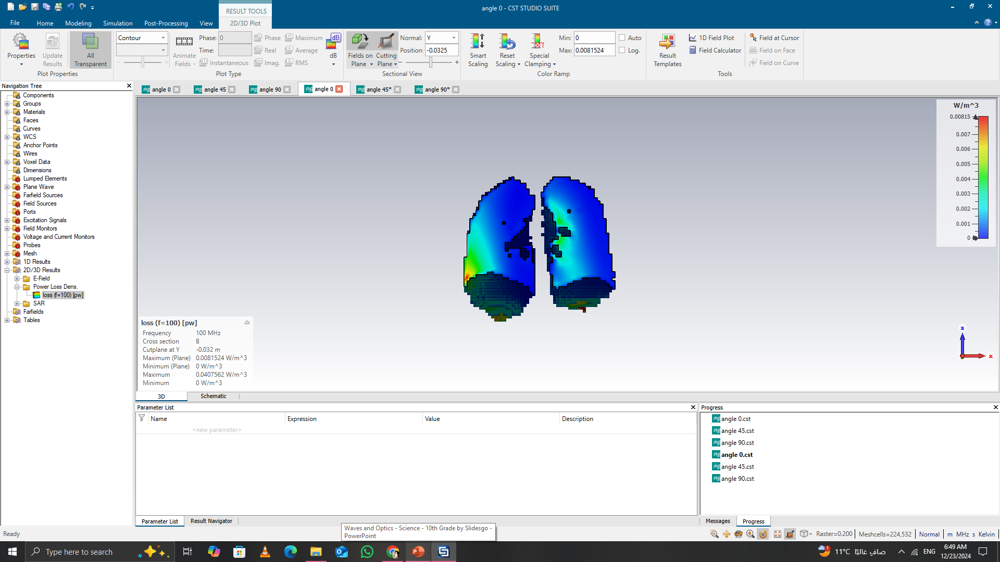 angle 0 - CST STUDIO SUITE
RESULT TOOLS
File
Home
Modeling
Simulation
Post-Processing
View
2D/3D Plot
Properties
Update Results
All Transparent
Plot Properties
Contour
Animate Fields
Phase: 0
Time:
Phase
Maximum
Real
Average
Instantaneous
Imag.
RMS
dB
dB
Plot Type
Fields on Plane
Cutting Plane
Normal: Y
Position: -0.0325
Sectional View
Smart Scaling
Reset Scaling
Special Clamping
Min: 0
Max: 0.0081524
Auto
Log.
Color Ramp
Result Templates
1D Field Plot
Field Calculator
Field at Cursor
Field on Face
Field on Curve
Tools
Navigation Tree
Components
Groups
Materials
Faces
Curves
WCS
Anchor Points
Wires
Voxel Data
Dimensions
Lumped Elements
Plane Wave
Farfield Sources
Field Sources
Ports
Excitation Signals
Field Monitors
Voltage and Current Monitors
Probes
Mesh
1D Results
2D/3D Results
E-Field
Power Loss Dens.
loss (f=100) [pw]
SAR
Farfields
Tables
angle 0
angle 45
angle 90
angle 0
angle 45*
angle 90*
W/m^3
0.00815
0.007
0.006
0.005
0.004
0.003
0.002
0.001
0
loss (f=100) [pw]
Frequency 100 MHz
Cross section B
Cutplane at Y -0.032 m
Maximum (Plane) 0.0081524 W/m^3
Minimum (Plane) 0 W/m^3
Maximum 0.0407562 W/m^3
Minimum 0 W/m^3
z
x
3D
Schematic
Parameter List
Name
Expression
Value
Description
<new parameter>
Parameter List
Result Navigator
Progress
angle 0.cst
angle 45.cst
angle 90.cst
angle 0.cst
angle 45.cst
angle 90.cst
Messages
Progress
Waves and Optics - Science - 10th Grade by Slidesgo -
PowerPoint
Ready
Raster=0.200
Meshcells=224,532
Normal
m MHz s Kelvin
Type here to search
1
11°C صافٍ غالبًا
ENG
6:49 AM
12/23/2024